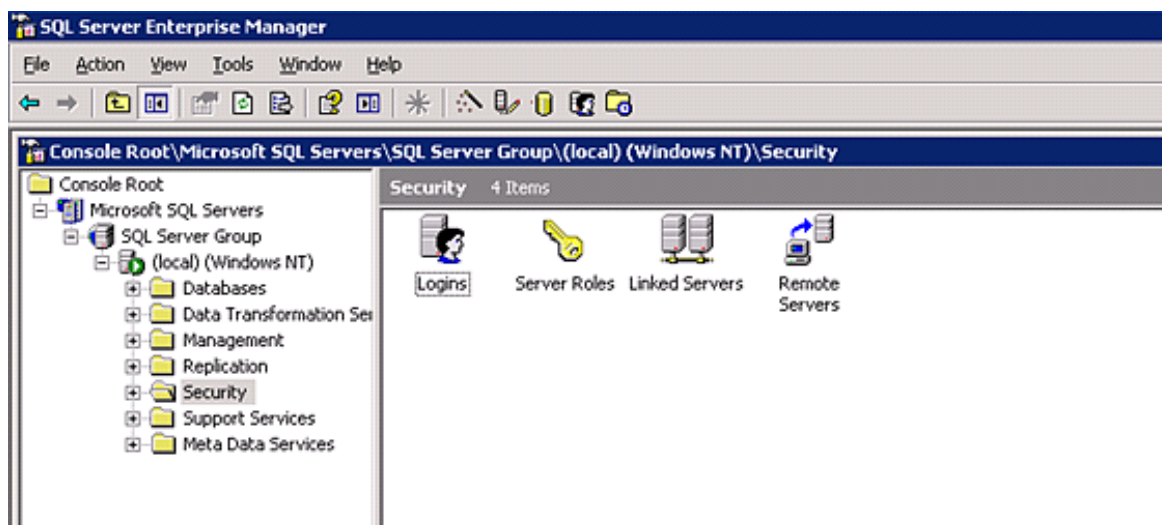 SQL Server Enterprise Manager
File Action View Tools Window Help
Console Root\Microsoft SQL Servers\SQL Server Group\(local) (Windows NT)\Security
Console Root
Microsoft SQL Servers
SQL Server Group
(local) (Windows NT)
Databases
Data Transformation Ser
Management
Replication
Security
Support Services
Meta Data Services
Security 4 Items
Logins
Server Roles
Linked Servers
Remote
Servers